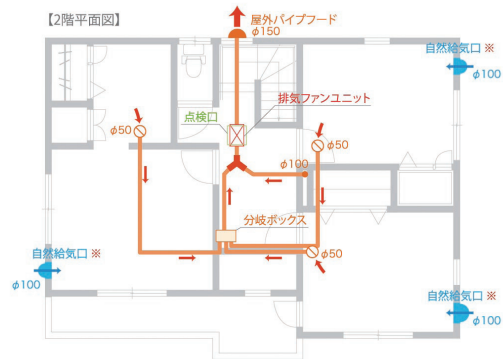 【2階平面図】
屋外パイプフード
φ150
自然給気口 ※
φ100
排気ファンユニット
点検口
φ50
φ50
φ100
分岐ボックス
自然給気口 ※
φ100
φ50
自然給気口 ※
φ100